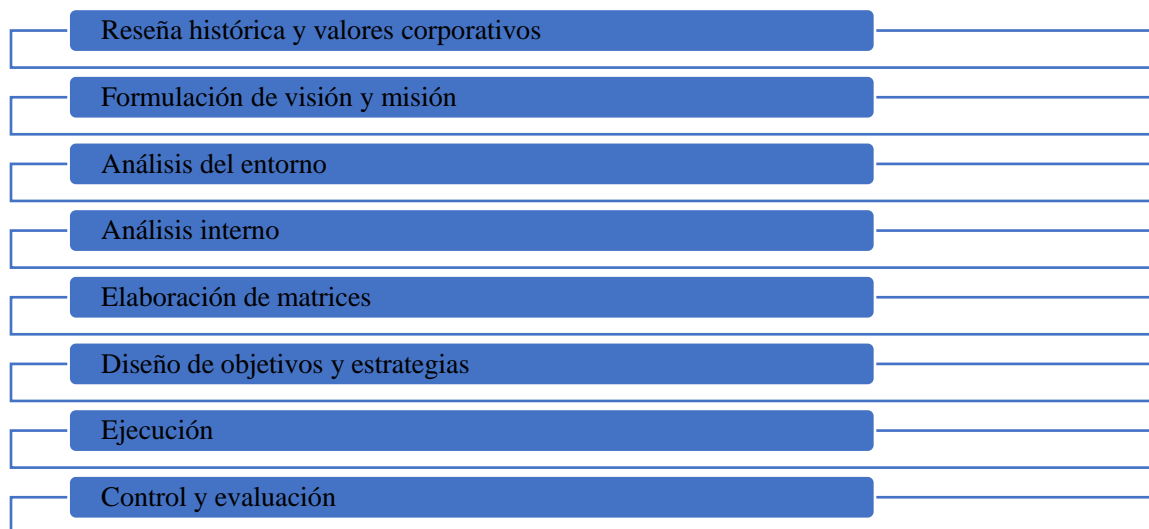 Reseña histórica y valores corporativos
Formulación de visión y misión
Análisis del entorno
Análisis interno
Elaboración de matrices
Diseño de objetivos y estrategias
Ejecución
Control y evaluación